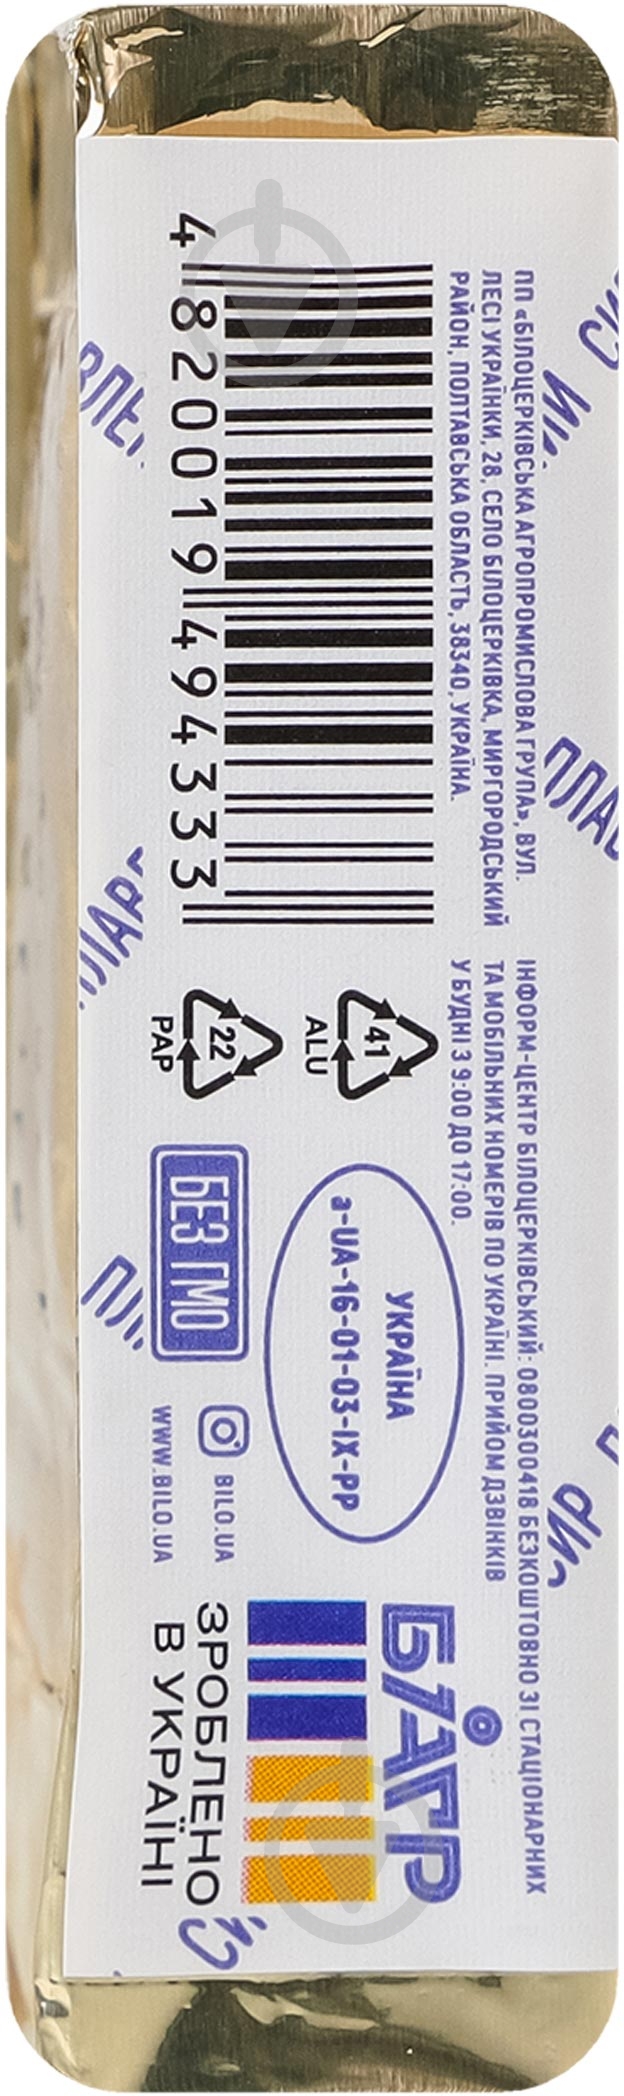 ПП «БІЛОЦЕРКІВСЬКА АГРОПРОМИСЛОВА ГРУПА», ВУЛ.
ЛЕСІ УКРАЇНКИ, 28, СЕЛО БІЛОЦЕРКІВКА, МИРГОРОДСЬКИЙ
РАЙОН, ПОЛТАВСЬКА ОБЛАСТЬ, 38340, УКРАЇНА.
4 820019 494333
ІНФОРМ-ЦЕНТР БІЛОЦЕРКІВСЬКИЙ: 0800300418 БЕЗКОШТОВНО ЗІ СТАЦІОНАРНИХ
ТА МОБІЛЬНИХ НОМЕРІВ ПО УКРАЇНІ. ПРИЙОМ ДЗВІНКІВ
У БУДНІ З 9:00 ДО 17:00.
41
ALU
22
PAP
УКРАЇНА
a-UA-16-01-03-IX-PP
БЕЗ ГМО
BILO.UA
WWW.BILO.UA
БІАГР
ЗРОБЛЕНО
В УКРАЇНІ